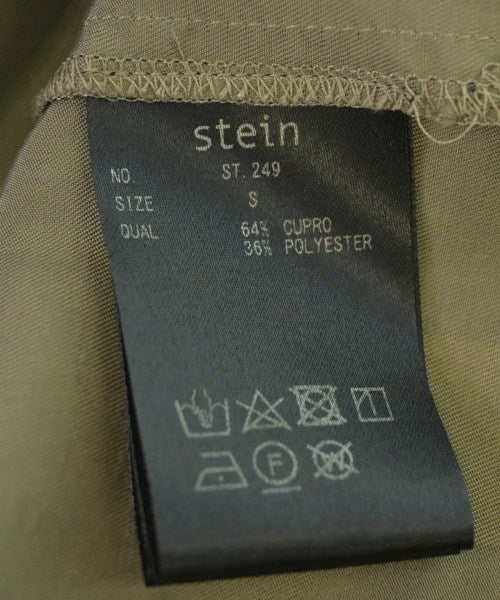 stein
NO. ST.249
SIZE S
QUAL 64% CUPRO
36% POLYESTER
F
W